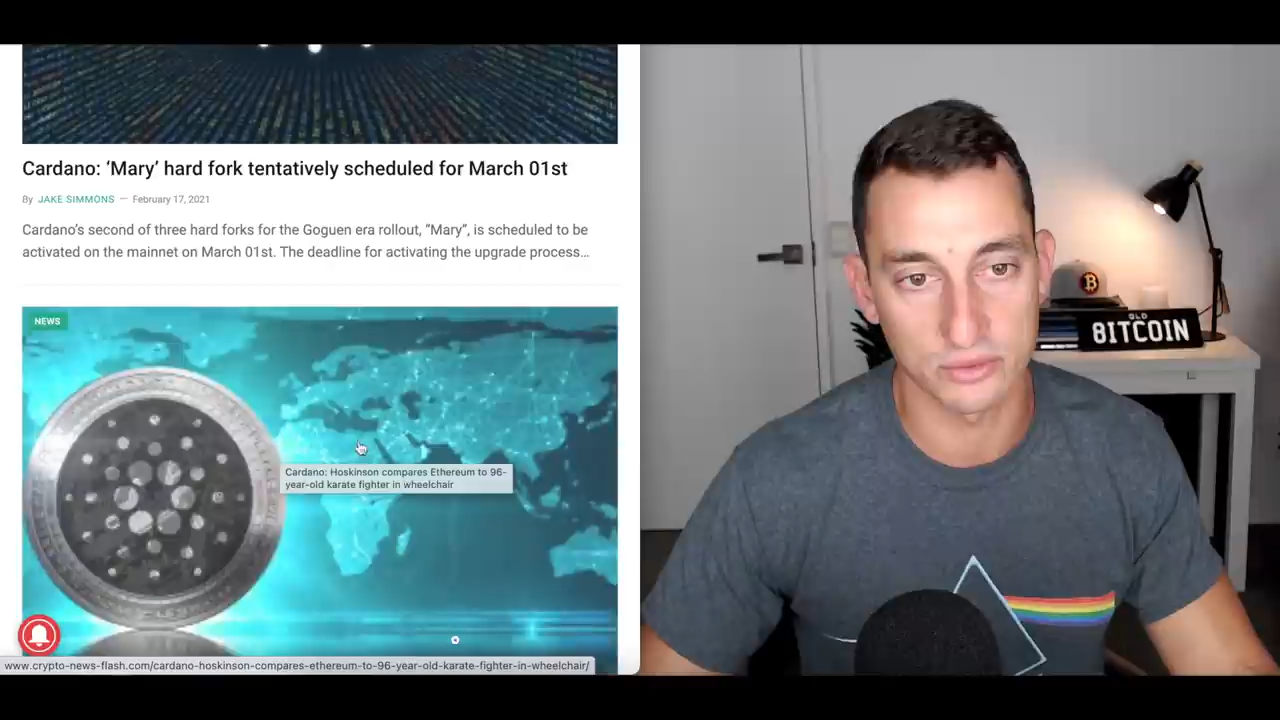 Cardano: ‘Mary’ hard fork tentatively scheduled for March 01st
By JAKE SIMMONS — February 17, 2021
Cardano’s second of three hard forks for the Goguen era rollout, “Mary”, is scheduled to be
activated on the mainnet on March 01st. The deadline for activating the upgrade process...
NEWS
Cardano: Hoskinson compares Ethereum to 96-
year-old karate fighter in wheelchair
www.crypto-news-flash.com/cardano-hoskinson-compares-ethereum-to-96-year-old-karate-fighter-in-wheelchair/
QLD
8ITCOIN